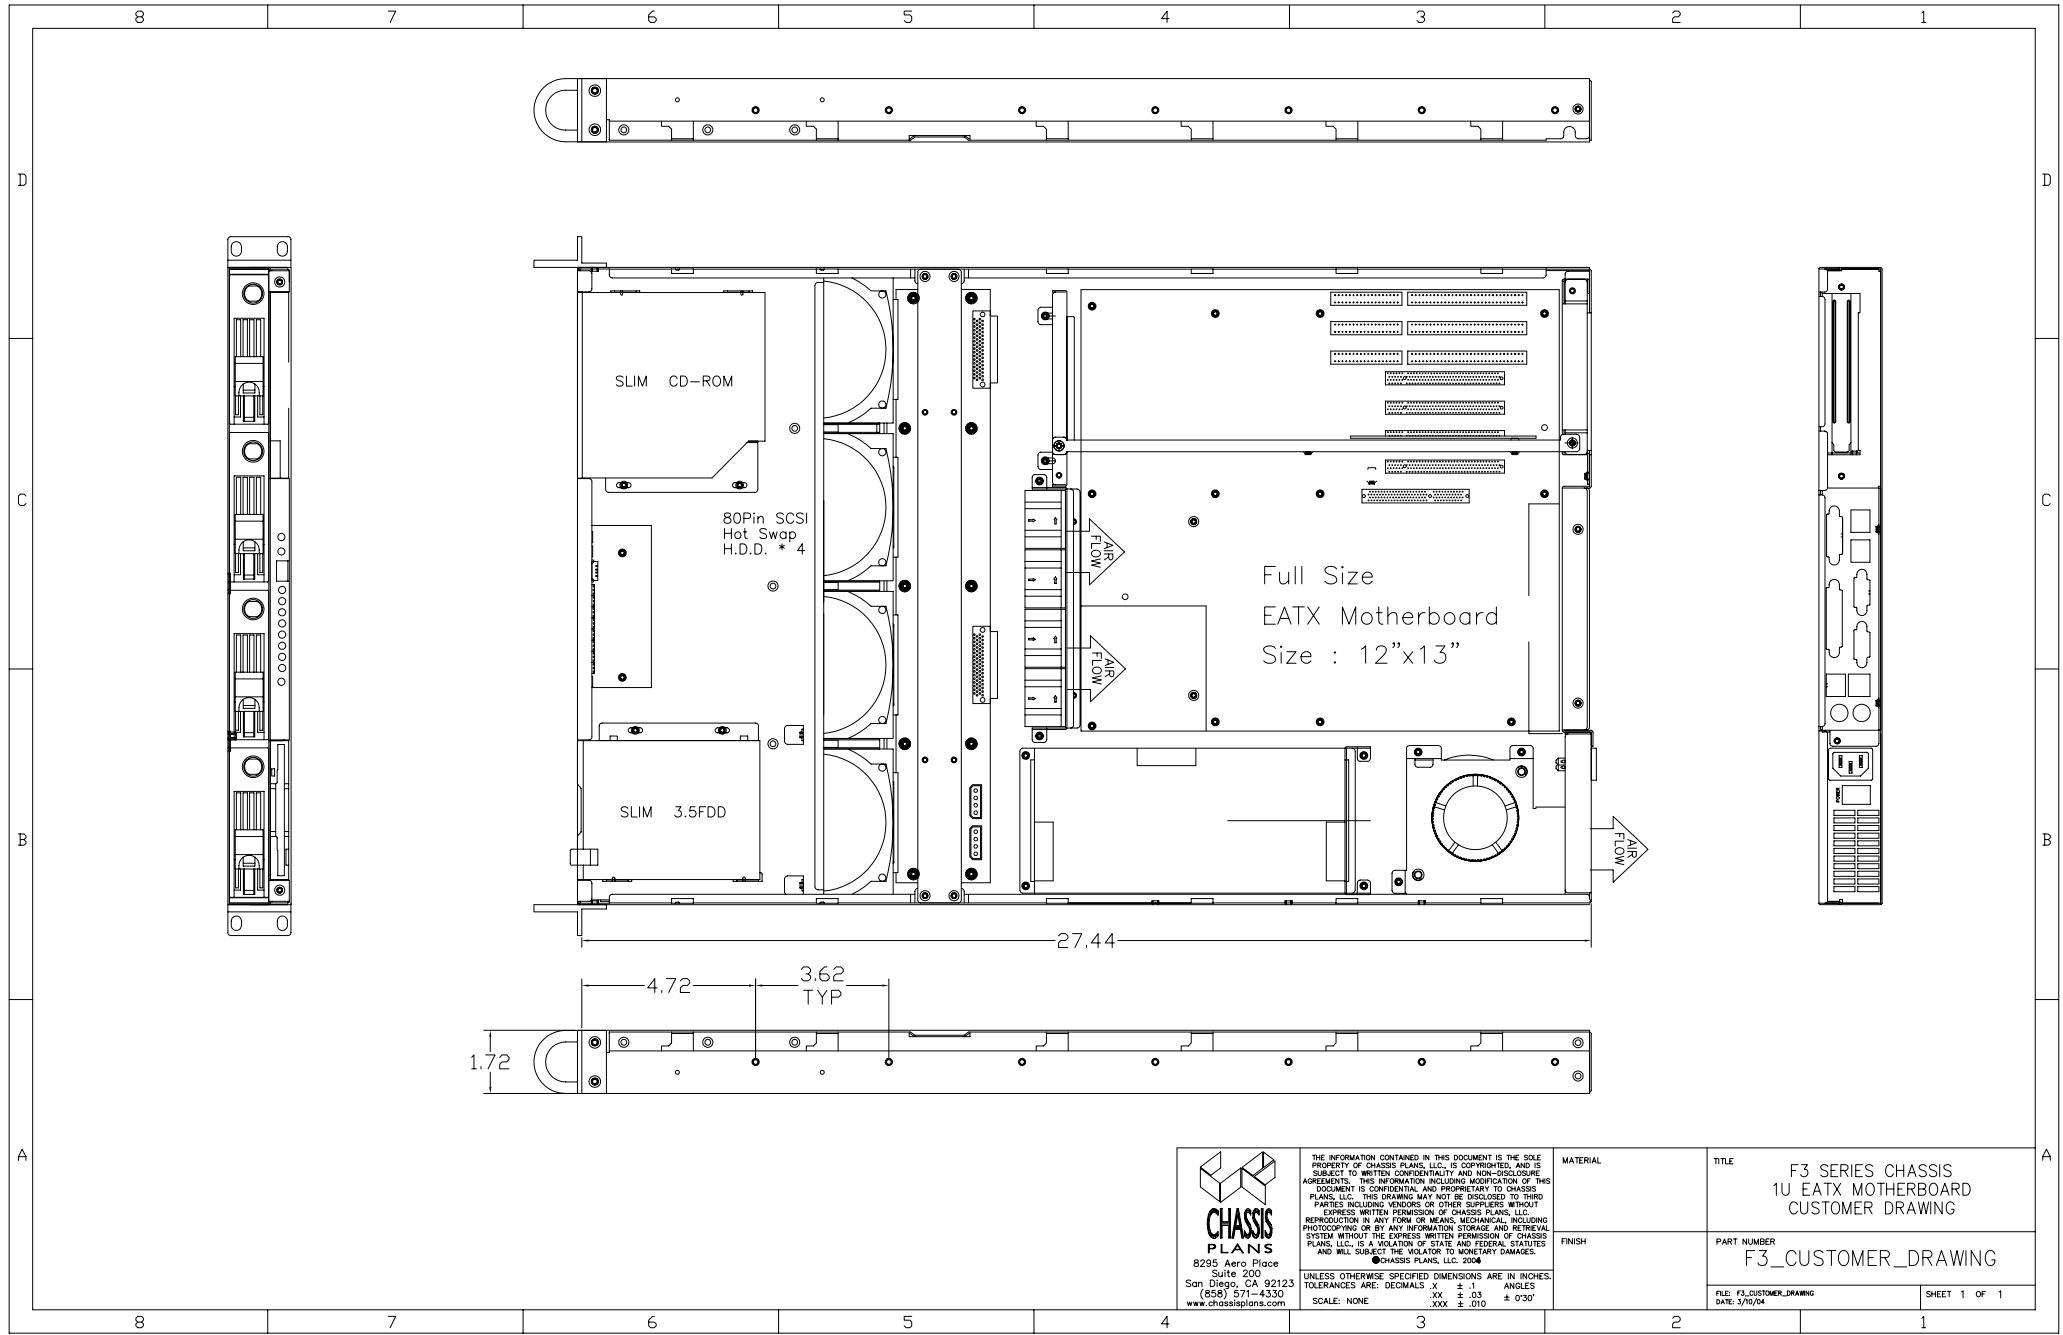 8 7 6 5 4 3 2 1
D D
SLIM CD-ROM
C C
80Pin SCSI
Hot Swap
H.D.D. * 4
AIR
FLOW
Full Size
EATX Motherboard
Size : 12"x13"
AIR
FLOW
POWER
SLIM 3.5FDD
B B
AIR
FLOW
27.44
4.72
3.62
TYP
1.72
A A
CHASSIS
PLANS
8295 Aero Place
Suite 200
San Diego, CA 92123
(858) 571-4330
www.chassisplans.com
THE INFORMATION CONTAINED IN THIS DOCUMENT IS THE SOLE
PROPERTY OF CHASSIS PLANS, LLC., IS COPYRIGHTED, AND IS
SUBJECT TO WRITTEN CONFIDENTIALITY AND NON-DISCLOSURE
AGREEMENTS. THIS INFORMATION INCLUDING MODIFICATION OF THIS
DOCUMENT IS CONFIDENTIAL AND PROPRIETARY TO CHASSIS
PLANS, LLC. THIS DRAWING MAY NOT BE DISCLOSED TO THIRD
PARTIES INCLUDING VENDORS OR OTHER SUPPLIERS WITHOUT
EXPRESS WRITTEN PERMISSION OF CHASSIS PLANS, LLC.
REPRODUCTION IN ANY FORM OR MEANS, MECHANICAL, INCLUDING
PHOTOCOPYING OR BY ANY INFORMATION STORAGE AND RETRIEVAL
SYSTEM WITHOUT THE EXPRESS WRITTEN PERMISSION OF CHASSIS
PLANS, LLC., IS A VIOLATION OF STATE AND FEDERAL STATUTES
AND WILL SUBJECT THE VIOLATOR TO MONETARY DAMAGES.
CHASSIS PLANS, LLC. 2004
UNLESS OTHERWISE SPECIFIED DIMENSIONS ARE IN INCHES.
TOLERANCES ARE: DECIMALS .X ± .1 ANGLES
.XX ± .03 ± 0'30'
SCALE: NONE .XXX ± .010
MATERIAL
FINISH
TITLE
F3 SERIES CHASSIS
1U EATX MOTHERBOARD
CUSTOMER DRAWING
PART NUMBER
F3_CUSTOMER_DRAWING
FILE: F3_CUSTOMER_DRAWING
DATE: 3/10/04
SHEET 1 OF 1
8 7 6 5 4 3 2 1